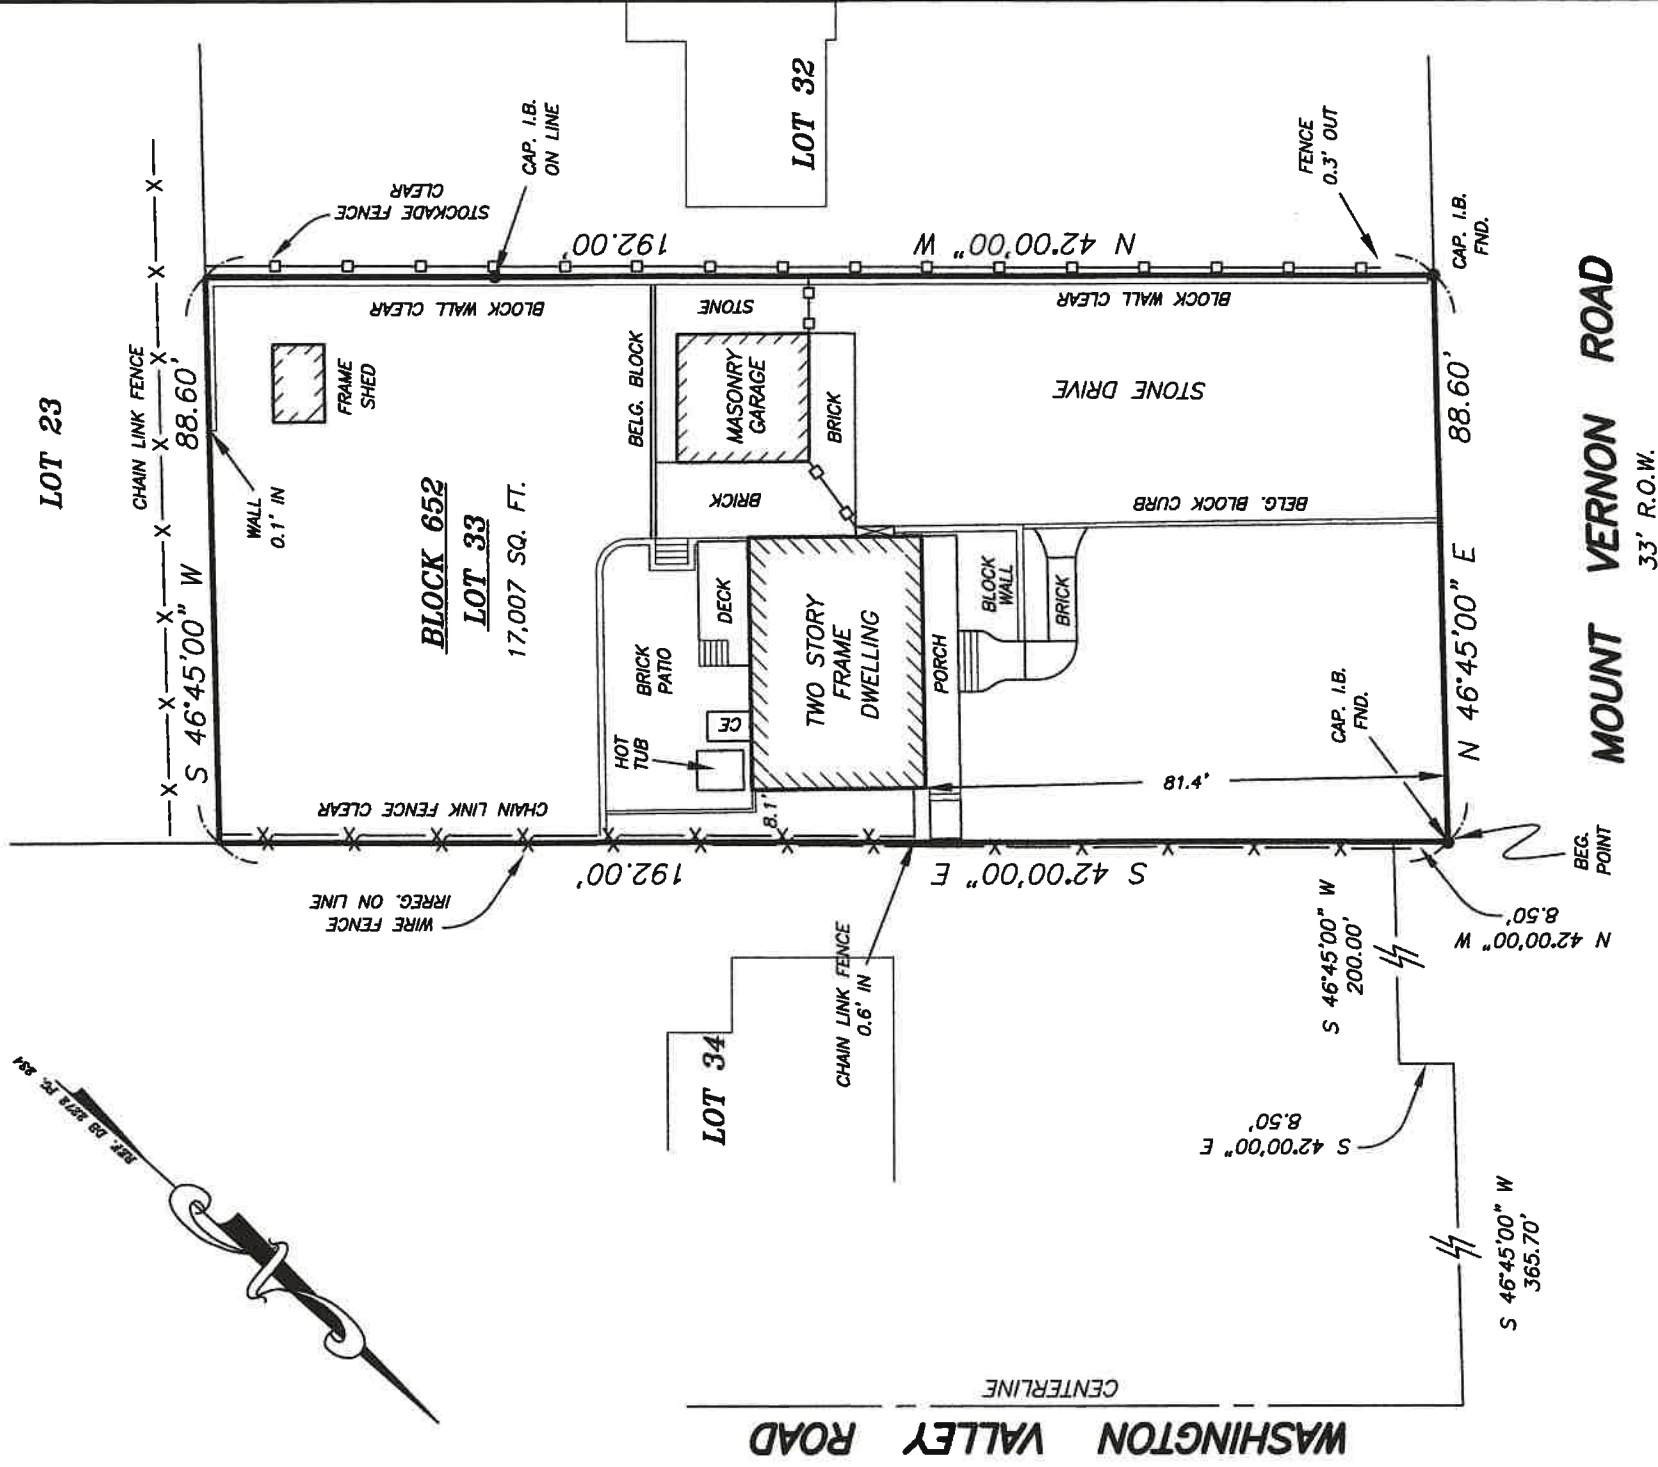 LOT 23
CHAIN LINK FENCE
S 46°45'00" W
88.60'
WALL
0.1' IN
FRAME
SHED
BLOCK WALL CLEAR
STOCKADE FENCE
CLEAR
CAP. I.B.
ON LINE
192.00'
N 42°00'00" W
LOT 32
FENCE
0.3' OUT
CAP. I.B.
FND.
BLOCK 652
LOT 33
17,007 SQ. FT.
BELG. BLOCK
STONE
MASONRY
GARAGE
BRICK
BRICK
BLOCK WALL CLEAR
STONE DRIVE
BELG. BLOCK CURB
HOT
TUB
BRICK
PATIO
CE
DECK
TWO STORY
FRAME
DWELLING
PORCH
BLOCK
WALL
BRICK
8.1'
81.4'
CAP. I.B.
FND.
CHAIN LINK FENCE CLEAR
WIRE FENCE
IRREG. ON LINE
192.00'
S 42°00'00" E
CHAIN LINK FENCE
0.6' IN
LOT 34
N 46°45'00" E
88.60'
BEG.
POINT
MOUNT VERNON ROAD
33' R.O.W.
N 42°00'00" W
8.50'
S 46°45'00" W
200.00'
S 42°00'00" E
8.50'
S 46°45'00" W
365.70'
CENTERLINE
WASHINGTON VALLEY ROAD
REF. DB 2272 PG. 234